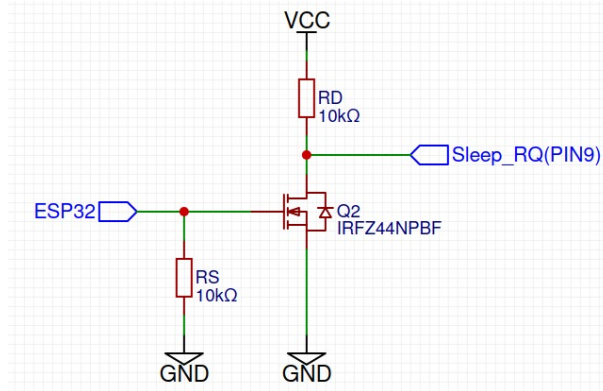 VCC
RD
10kΩ
Sleep_RQ(PIN9)
ESP32
Q2
IRFZ44NPBF
RS
10kΩ
GND
GND